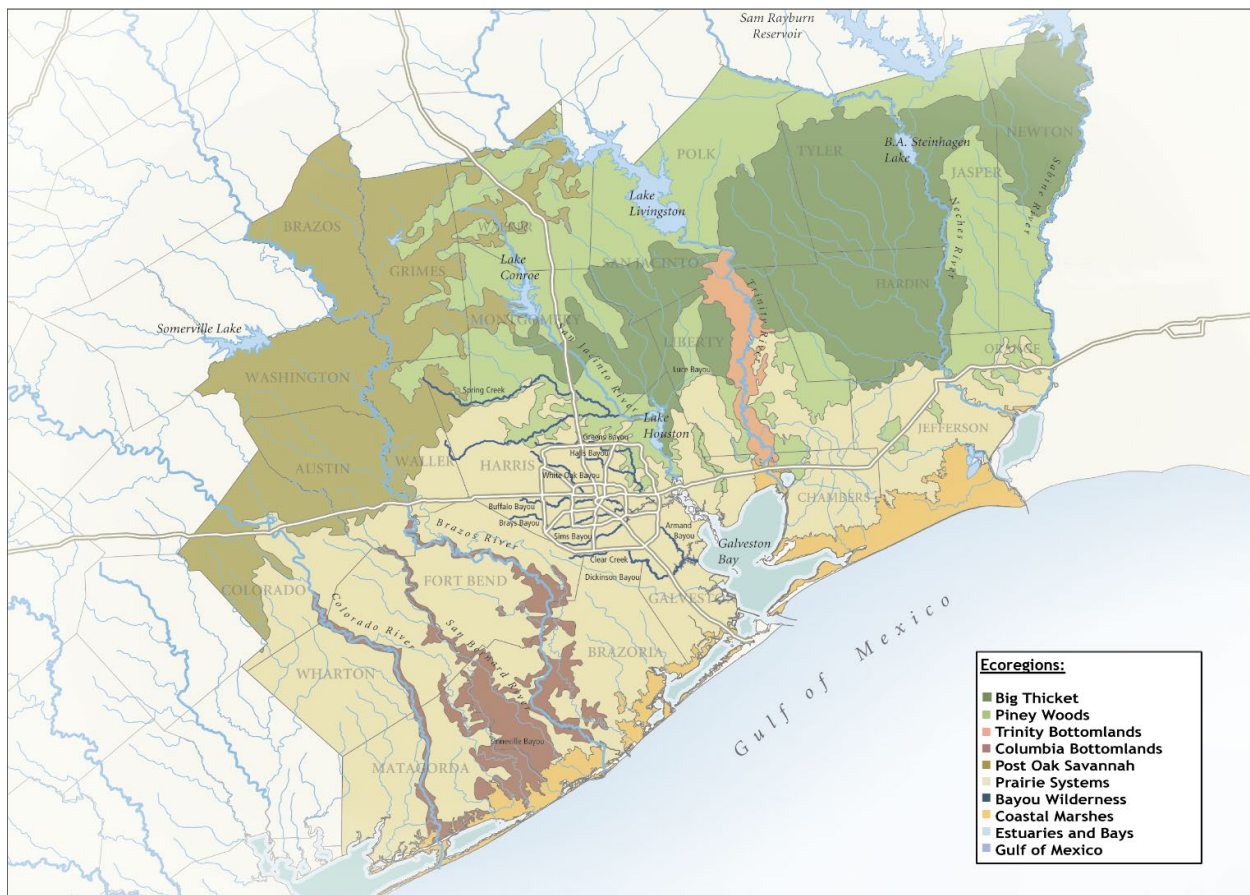 Sam Rayburn
Reservoir
POLK
TYLER
B.A. Steinhagen
Lake
NEWTON
JASPER
Sabine River
Neches River
Lake
Livingston
BRAZOS
WALKER
GRIMES
Lake
Conroe
SAN JACINTO
Trinity River
HARDIN
Somerville Lake
MONTGOMERY
San Jacinto River
LIBERTY
Luce Bayou
ORANGE
WASHINGTON
Spring Creek
Lake
Houston
JEFFERSON
AUSTIN
WALLER
HARRIS
Greens Bayou
Halls Bayou
White Oak Bayou
CHAMBERS
Buffalo Bayou
Brays Bayou
Sims Bayou
Armand
Bayou
Galveston
Bay
Brazos River
Clear Creek
Dickinson Bayou
COLORADO
FORT BEND
GALVESTON
Colorado River
San Bernard River
BRAZORIA
WHARTON
MATAGORDA
Gulf of Mexico
Ecoregions:
Big Thicket
Piney Woods
Trinity Bottomlands
Columbia Bottomlands
Post Oak Savannah
Prairie Systems
Bayou Wilderness
Coastal Marshes
Estuaries and Bays
Gulf of Mexico